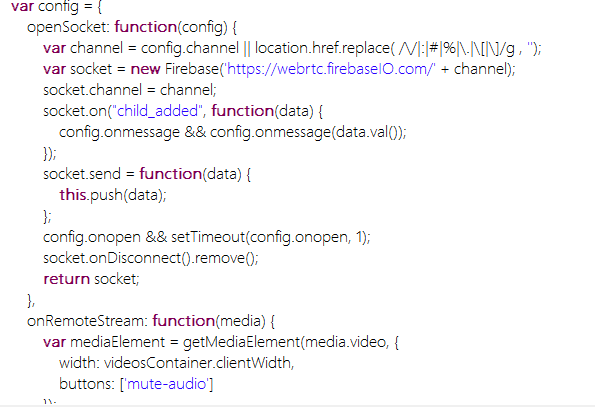 var config = {
openSocket: function(config) {
var channel = config.channel || location.href.replace( /\/|:|#|%|\.|\[|\]/g , '');
var socket = new Firebase('https://webrtc.firebaseIO.com/' + channel);
socket.channel = channel;
socket.on("child_added", function(data) {
config.onmessage && config.onmessage(data.val());
});
socket.send = function(data) {
this.push(data);
};
config.onopen && setTimeout(config.onopen, 1);
socket.onDisconnect().remove();
return socket;
},
onRemoteStream: function(media) {
var mediaElement = getMediaElement(media.video, {
width: videosContainer.clientWidth,
buttons: ['mute-audio']
});